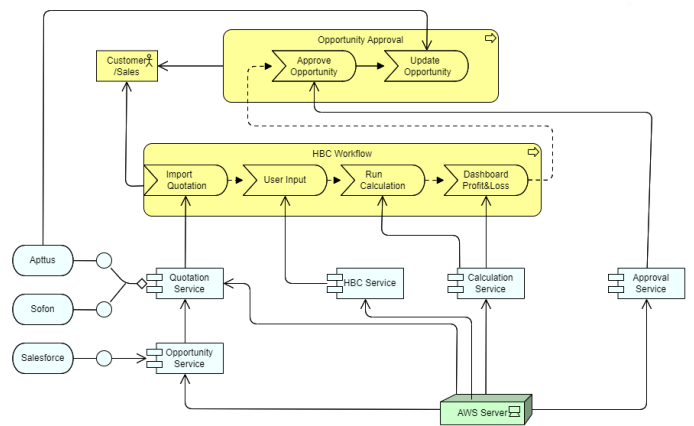 Opportunity Approval
Customer
/Sales
Approve
Opportunity
Update
Opportunity
HBC Workflow
Import
Quotation
User Input
Run
Calculation
Dashboard
Profit&Loss
Apttus
Quotation
Service
HBC Service
Calculation
Service
Approval
Service
Sofon
Salesforce
Opportunity
Service
AWS Server